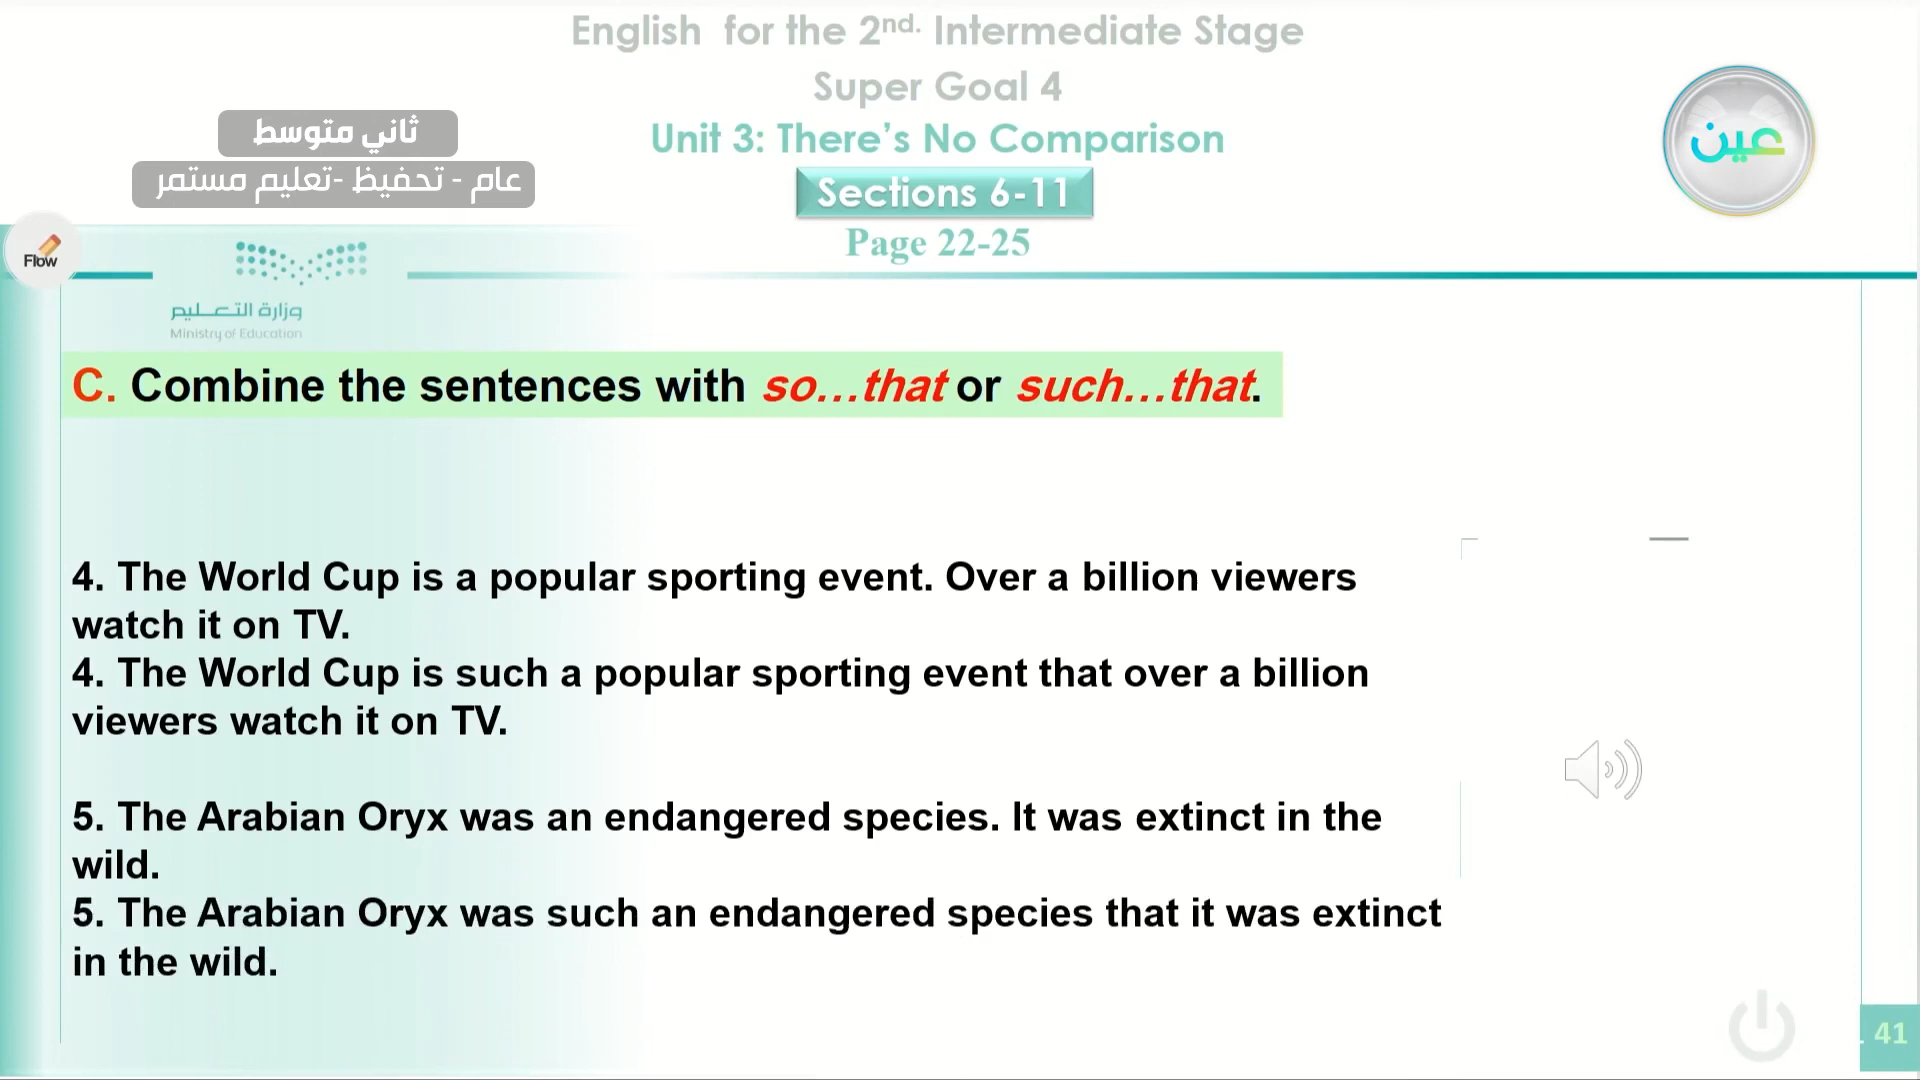 English for the 2nd. Intermediate Stage
Super Goal 4
ثاني متوسط
Unit 3: There's No Comparison
عام - تحفيظ -تعليم مستمر
Sections 6-11
عين
Page 22-25
Flow
وزارة التعليم
Ministry of Education
C. Combine the sentences with so...that or such...that.
4. The World Cup is a popular sporting event. Over a billion viewers
watch it on TV.
4. The World Cup is such a popular sporting event that over a billion
viewers watch it on TV.
5. The Arabian Oryx was an endangered species. It was extinct in the
wild.
5. The Arabian Oryx was such an endangered species that it was extinct
in the wild.
41